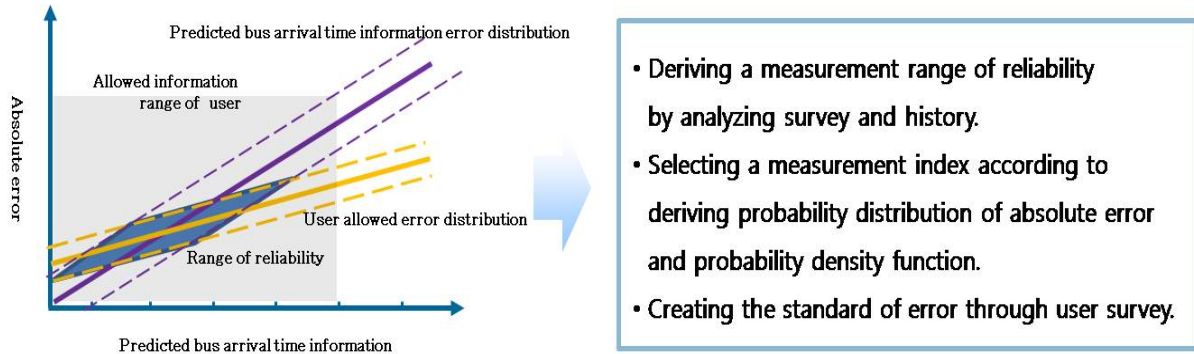 Predicted bus arrival time information error distribution
Allowed information
range of user
Absolute error
User allowed error distribution
Range of reliability
Predicted bus arrival time information
• Deriving a measurement range of reliability
by analyzing survey and history.
• Selecting a measurement index according to
deriving probability distribution of absolute error
and probability density function.
• Creating the standard of error through user survey.